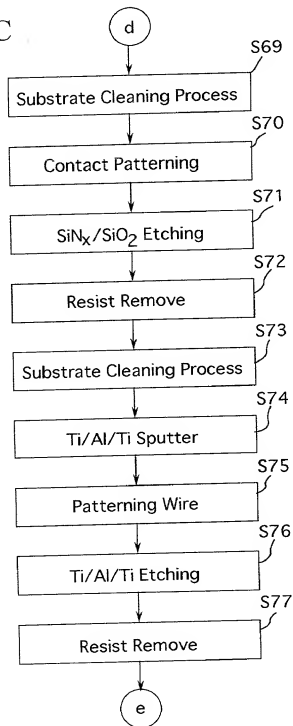 C
d
S69
Substrate Cleaning Process
S70
Contact Patterning
S71
SiNx/SiO2 Etching
S72
Resist Remove
S73
Substrate Cleaning Process
S74
Ti/Al/Ti Sputter
S75
Patterning Wire
S76
Ti/Al/Ti Etching
S77
Resist Remove
e